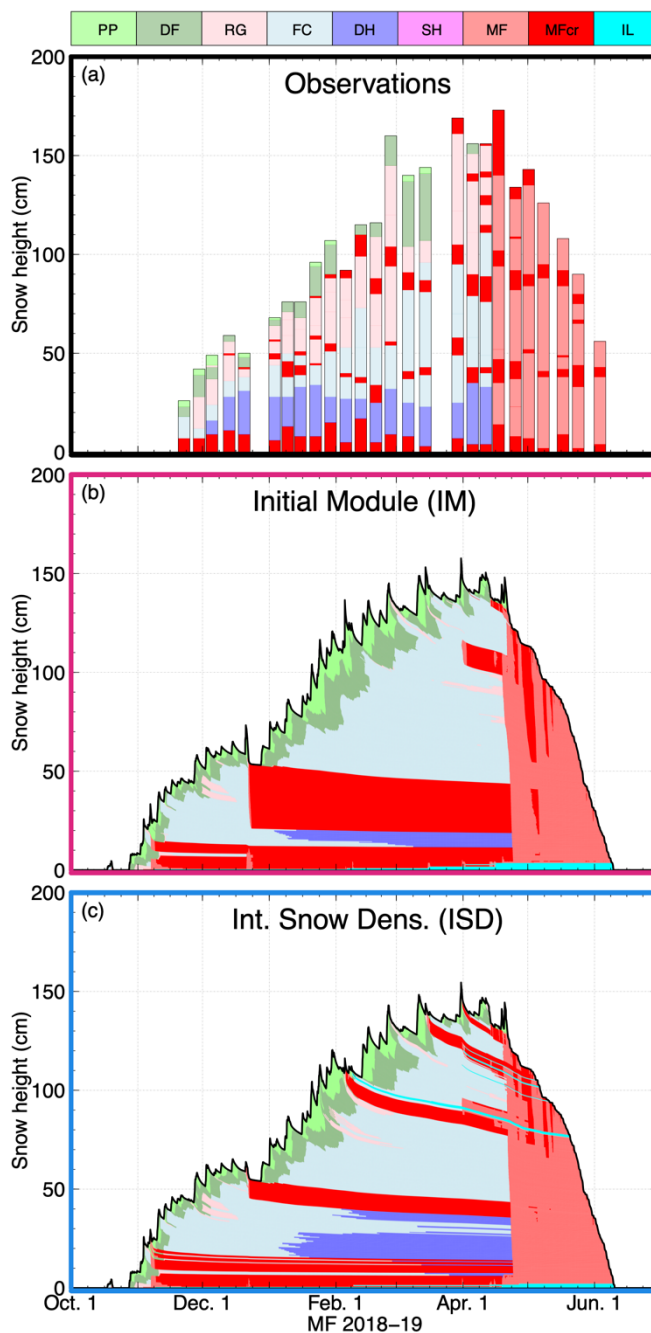 PP DF RG FC DH SH MF MFcr IL
200
(a)
Observations
150
Snow height (cm)
100
50
0
200
(b)
Initial Module (IM)
150
Snow height (cm)
100
50
0
200
(c)
Int. Snow Dens. (ISD)
150
Snow height (cm)
100
50
0
Oct. 1 Dec. 1 Feb. 1 Apr. 1 Jun. 1
MF 2018−19